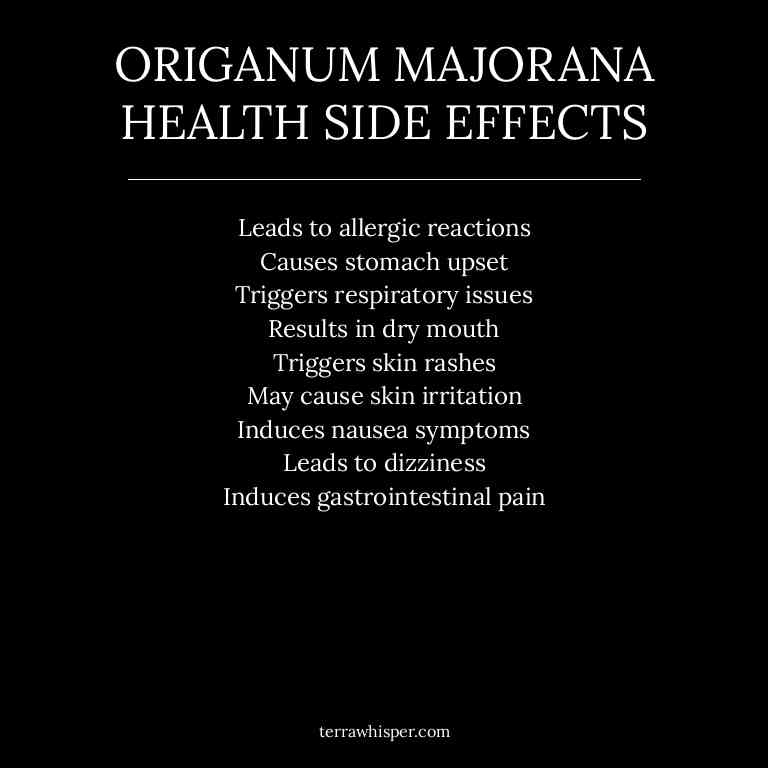 ORIGANUM MAJORANA
HEALTH SIDE EFFECTS
Leads to allergic reactions
Causes stomach upset
Triggers respiratory issues
Results in dry mouth
Triggers skin rashes
May cause skin irritation
Induces nausea symptoms
Leads to dizziness
Induces gastrointestinal pain
terrawhisper.com